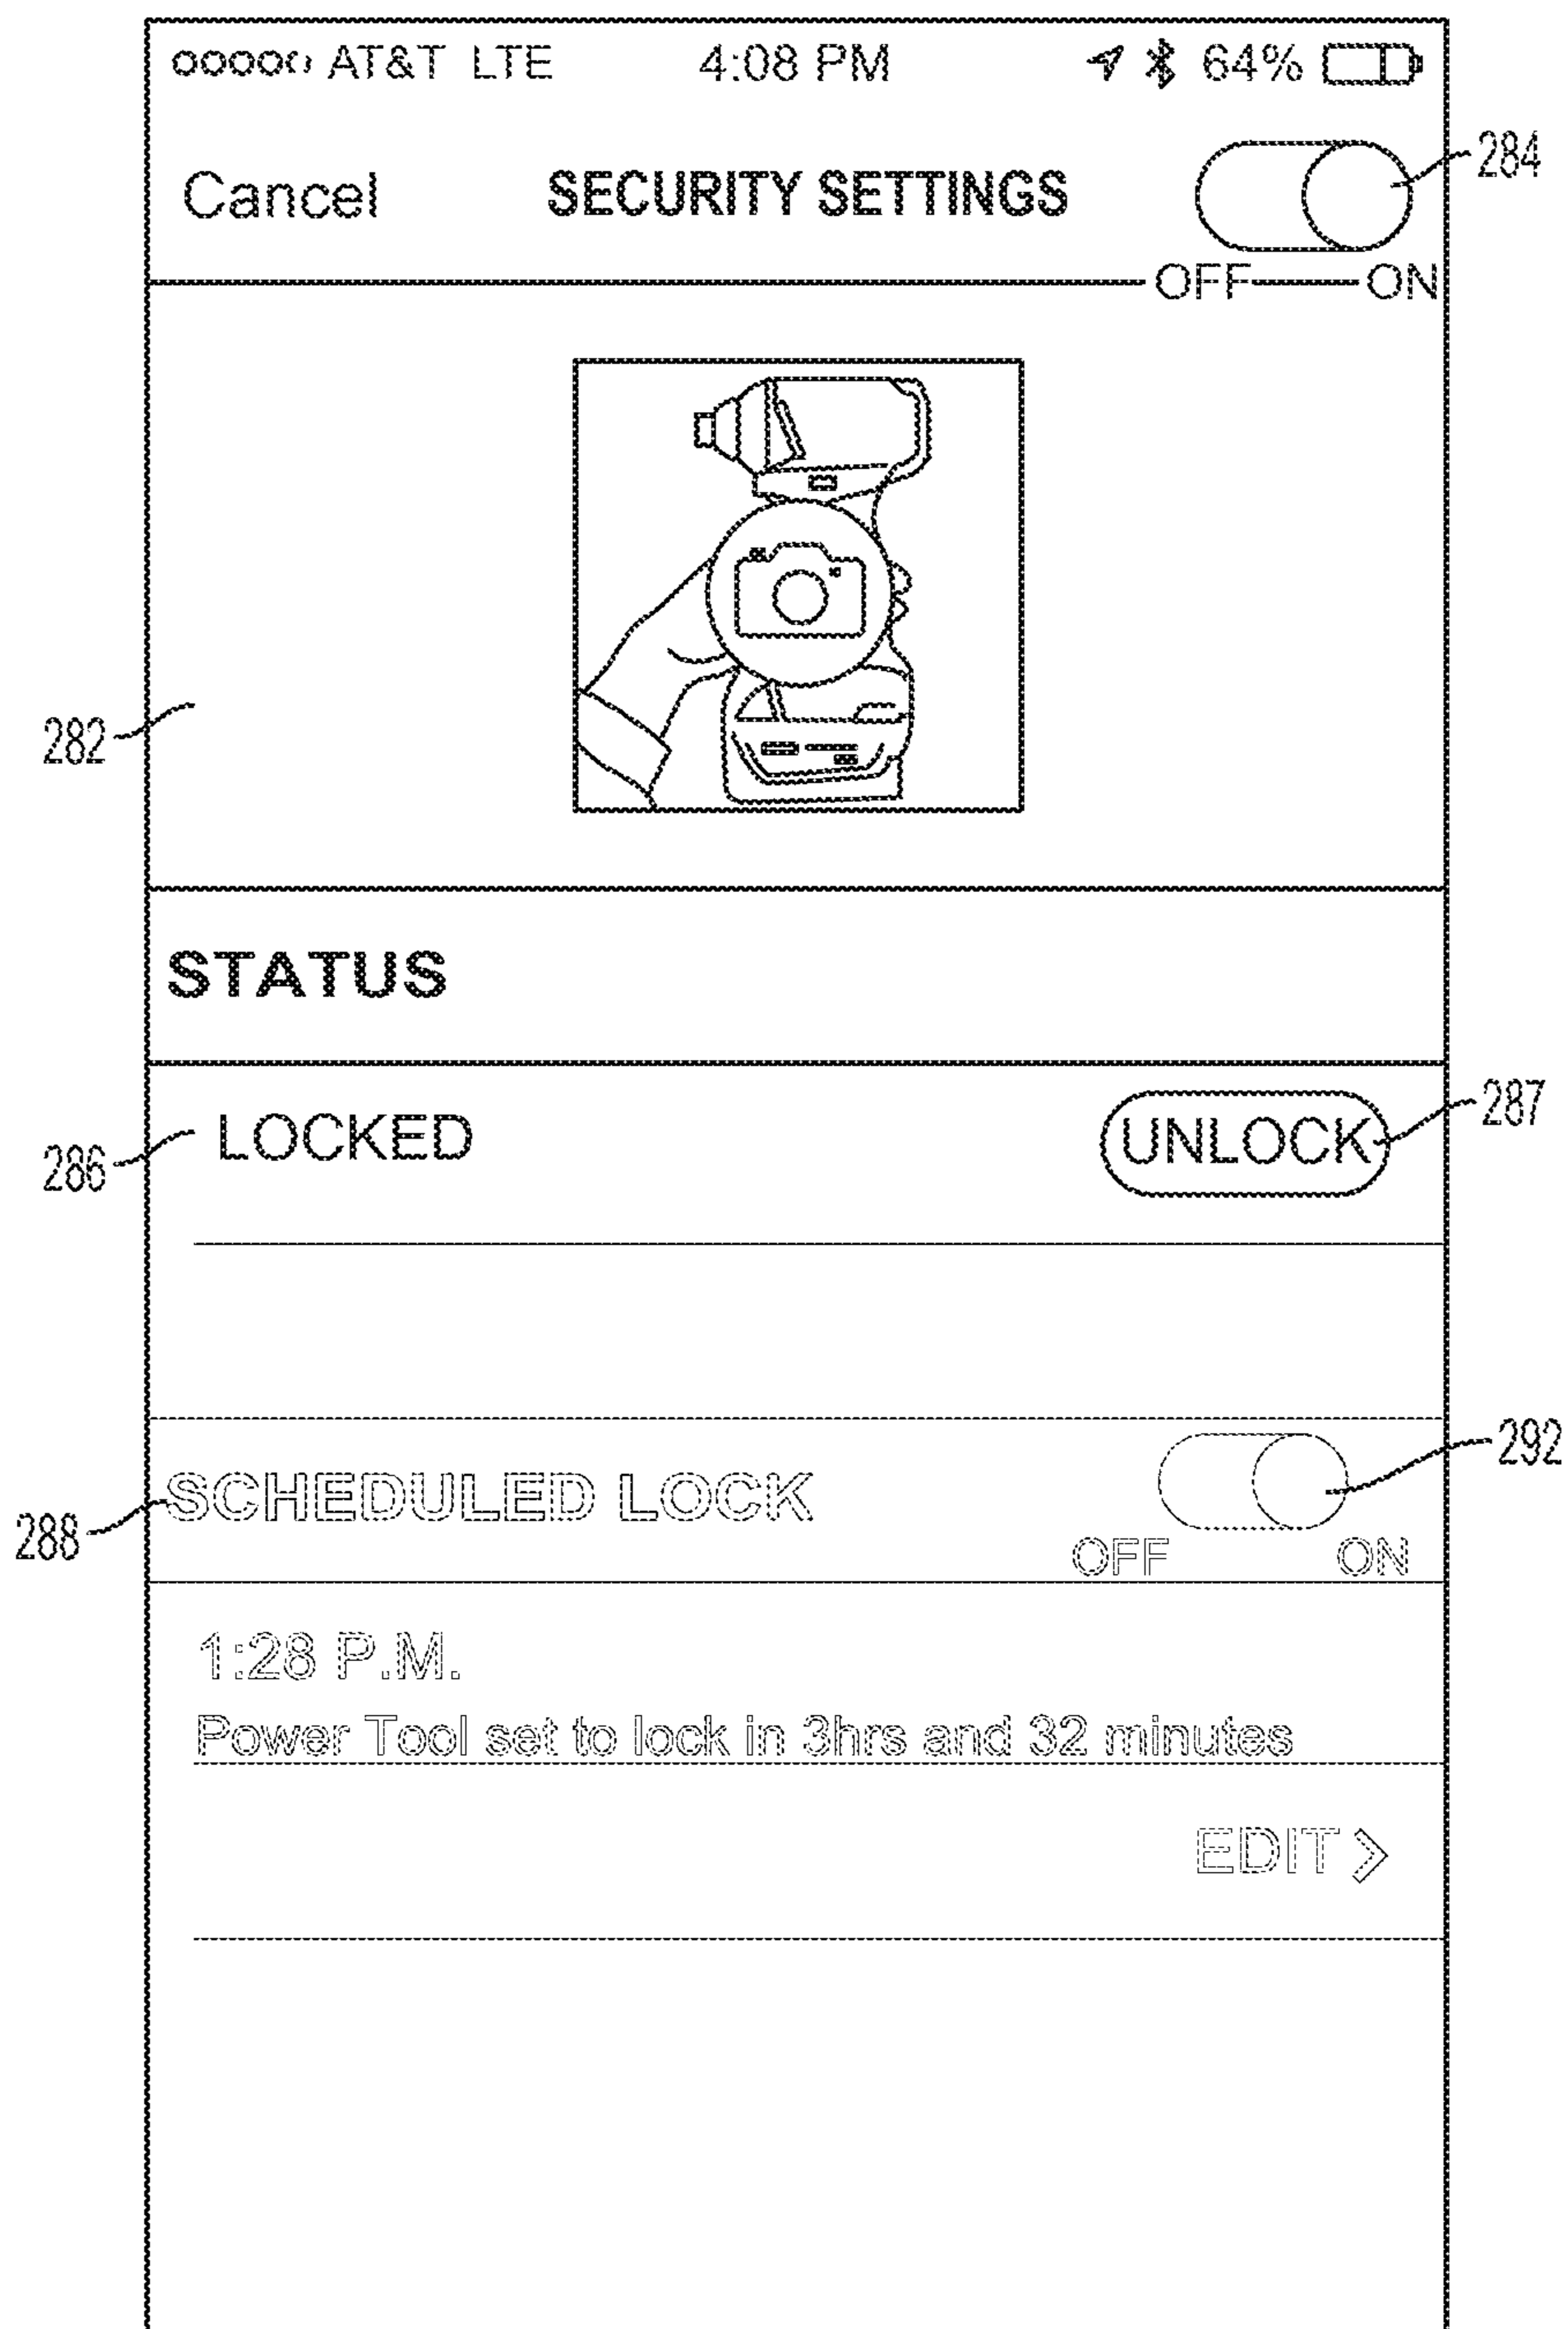 AT&T LTE 4:08 PM 64%
284
Cancel SECURITY SETTINGS
OFF ON
282
STATUS
287
LOCKED UNLOCK
286
292
SCHEDULED LOCK
288
OFF ON
1:28 P.M.
Power Tool set to lock in 3hrs and 32 minutes
EDIT >